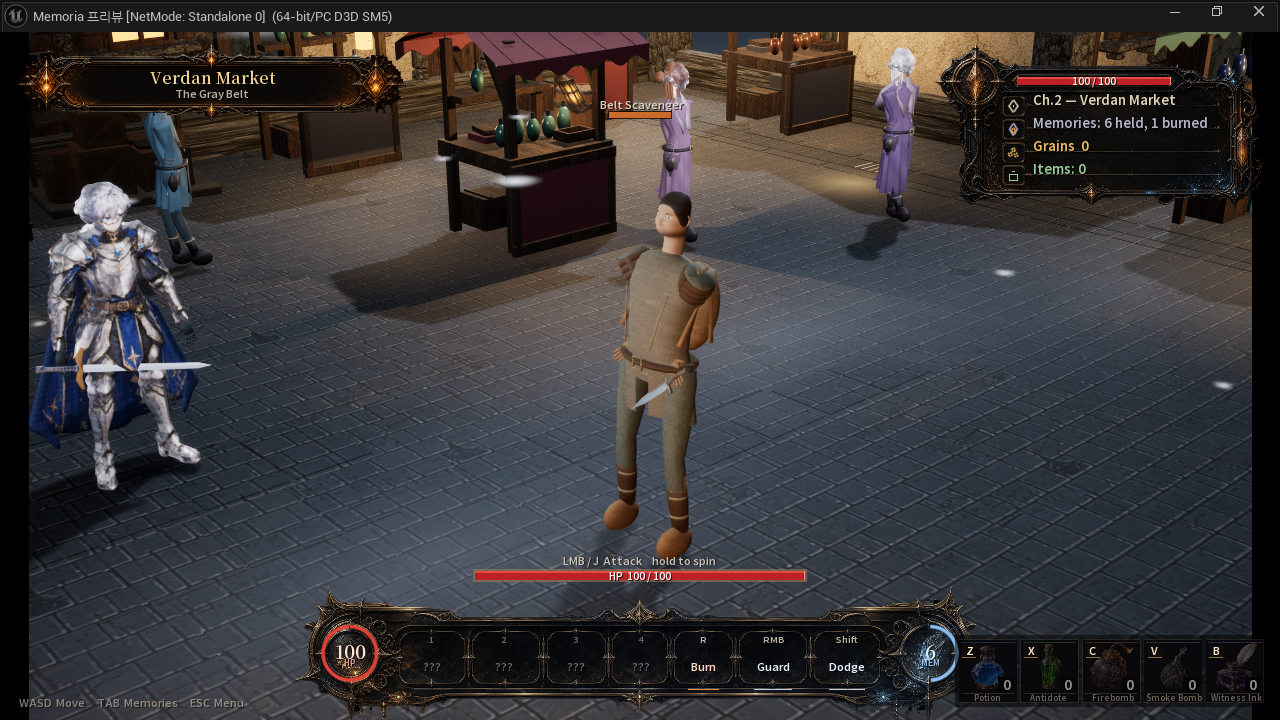 Memoria 프리뷰 [NetMode: Standalone 0] (64-bit/PC D3D SM5)
Verdan Market
The Gray Belt
Belt Scavenger
100 / 100
Ch.2 — Verdan Market
Memories: 6 held, 1 burned
Grains 0
Items: 0
LMB / J Attack hold to spin
HP 100 / 100
100
HP
1
???
2
???
3
???
4
???
R
Burn
RMB
Guard
Shift
Dodge
6
MEM
Z
0
Potion
X
0
Antidote
C
0
Firebomb
V
0
Smoke Bomb
B
0
Witness Ink
WASD Move TAB Memories ESC Menu